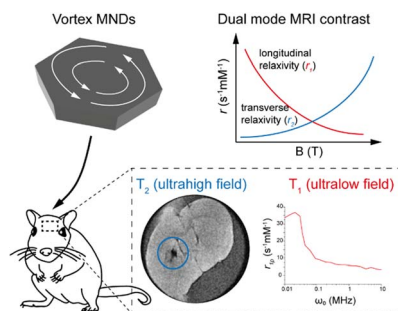 Vortex MNDs
Dual mode MRI contrast
longitudinal
relaxivity (r₁)
transverse
relaxivity (r₂)
r (s⁻¹mM⁻¹)
B (T)
T₂ (ultrahigh field)
T₁ (ultralow field)
r₁ₚ (s⁻¹mM⁻¹)
40
30
20
10
0
0.01
0.1
1
10
ω₀ (MHz)